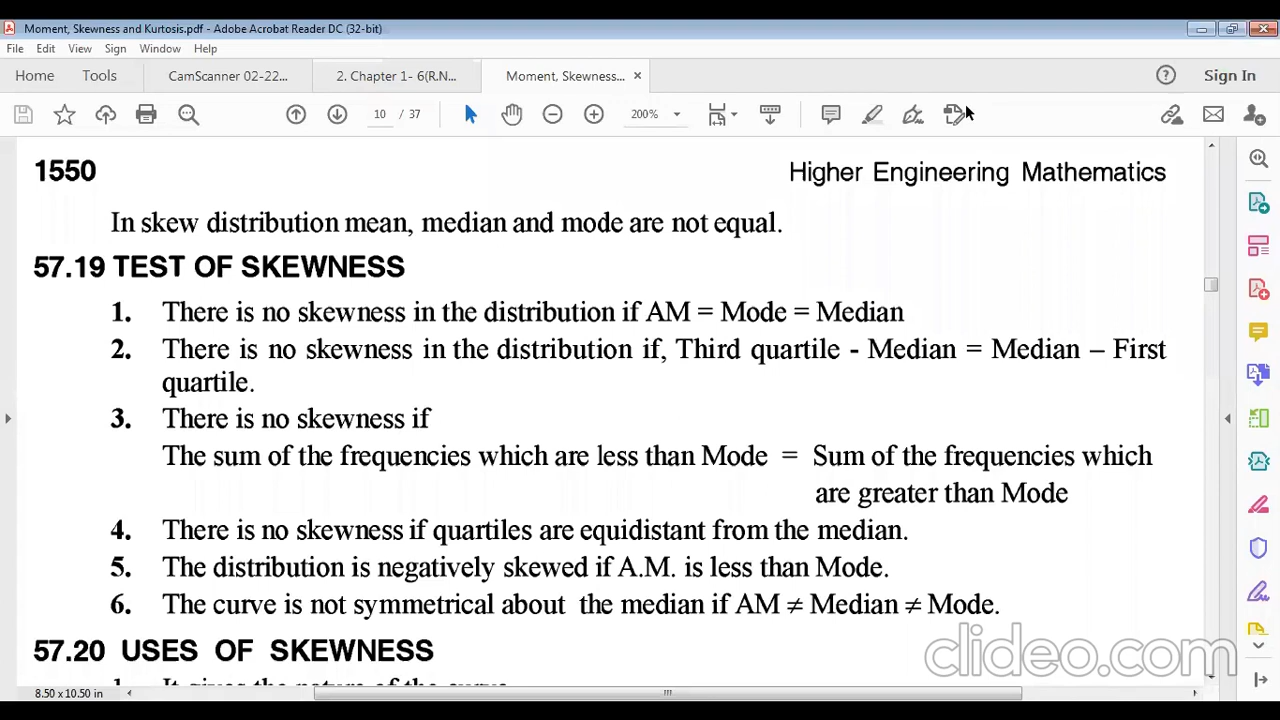 Moment, Skewness and Kurtosis.pdf - Adobe Acrobat Reader DC (32-bit)
File Edit View Sign Window Help
Home Tools CamScanner 02-22... 2. Chapter 1- 6(R.N... Moment, Skewness... × Sign In
10 / 37 200%
1550 Higher Engineering Mathematics
In skew distribution mean, median and mode are not equal.
57.19 TEST OF SKEWNESS
1. There is no skewness in the distribution if AM = Mode = Median
2. There is no skewness in the distribution if, Third quartile - Median = Median – First
quartile.
3. There is no skewness if
The sum of the frequencies which are less than Mode = Sum of the frequencies which
are greater than Mode
4. There is no skewness if quartiles are equidistant from the median.
5. The distribution is negatively skewed if A.M. is less than Mode.
6. The curve is not symmetrical about the median if AM ≠ Median ≠ Mode.
57.20 USES OF SKEWNESS
clideo.com
1. It gives the nature of the curve
8.50 x 10.50 in